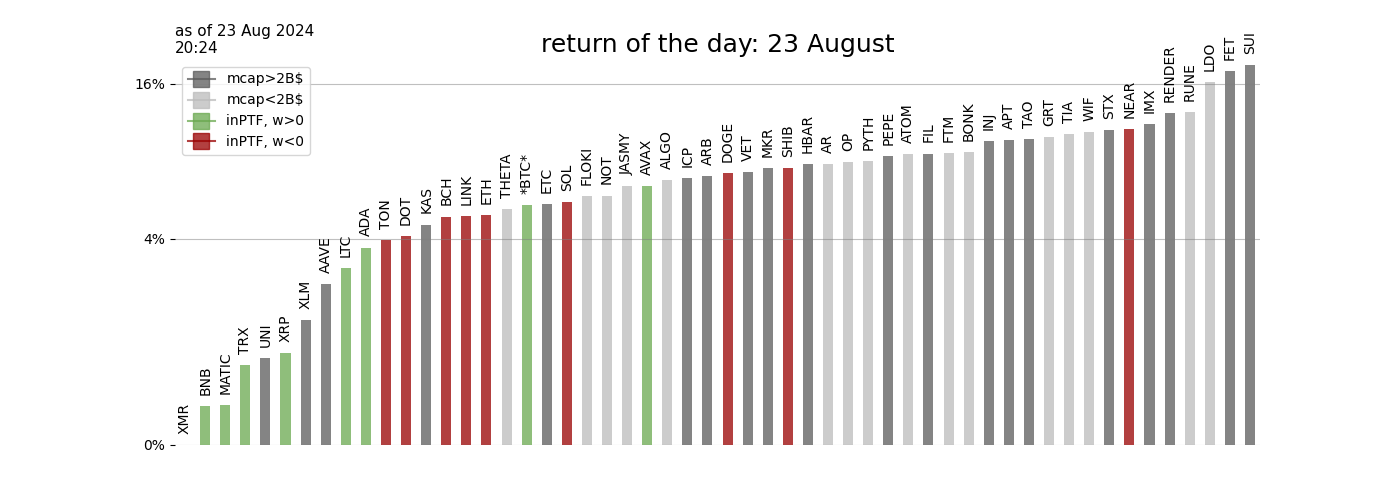 as of 23 Aug 2024
20:24
return of the day: 23 August
mcap>2B$
mcap<2B$
inPTF, w>0
inPTF, w<0
16%
4%
0%
XMR
BNB
MATIC
TRX
UNI
XRP
XLM
AAVE
LTC
ADA
TON
DOT
KAS
BCH
LINK
ETH
THETA
*BTC*
ETC
SOL
FLOKI
NOT
JASMY
AVAX
ALGO
ICP
ARB
DOGE
VET
MKR
SHIB
HBAR
AR
OP
PYTH
PEPE
ATOM
FIL
FTM
BONK
INJ
APT
TAO
GRT
TIA
WIF
STX
NEAR
IMX
RENDER
RUNE
LDO
FET
SUI